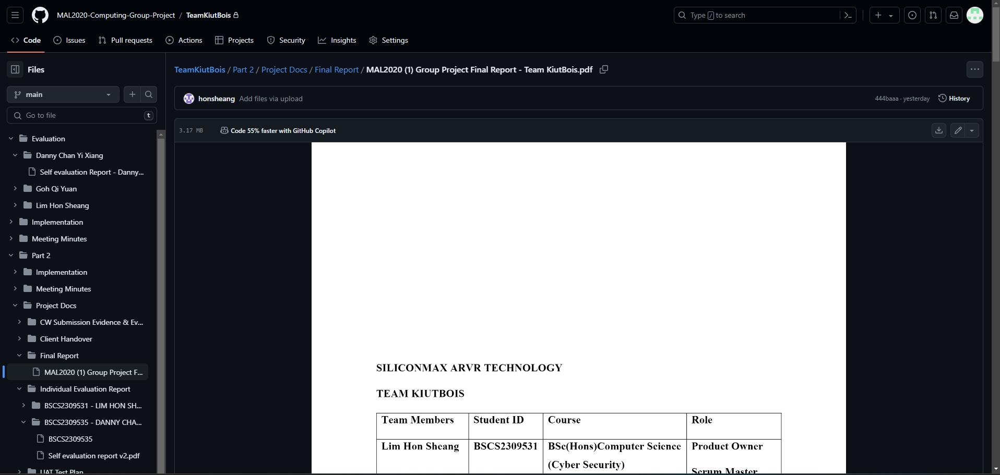 MAL2020-Computing-Group-Project / TeamKiutBois
Type / to search
Code Issues Pull requests Actions Projects Security Insights Settings
Files
main
Go to file
t
Evaluation
Danny Chan Yi Xiang
Self evaluation Report - Danny...
Goh Qi Yuan
Lim Hon Sheang
Implementation
Meeting Minutes
Part 2
Implementation
Meeting Minutes
Project Docs
CW Submission Evidence & Ev...
Client Handover
Final Report
MAL2020 (1) Group Project F...
Individual Evaluation Report
BSCS2309531 - LIM HON SH...
BSCS2309535 - DANNY CHA...
BSCS2309535
Self evaluation report v2.pdf
UAT Test Plan
TeamKiutBois / Part 2 / Project Docs / Final Report / MAL2020 (1) Group Project Final Report - Team KiutBois.pdf
honsheang Add files via upload
444baaa · yesterday History
3.17 MB
Code 55% faster with GitHub Copilot
SILICONMAX ARVR TECHNOLOGY
TEAM KIUTBOIS
Team Members Student ID Course Role
Lim Hon Sheang BSCS2309531 BSc(Hons)Computer Science Product Owner
(Cyber Security)
Scrum Master